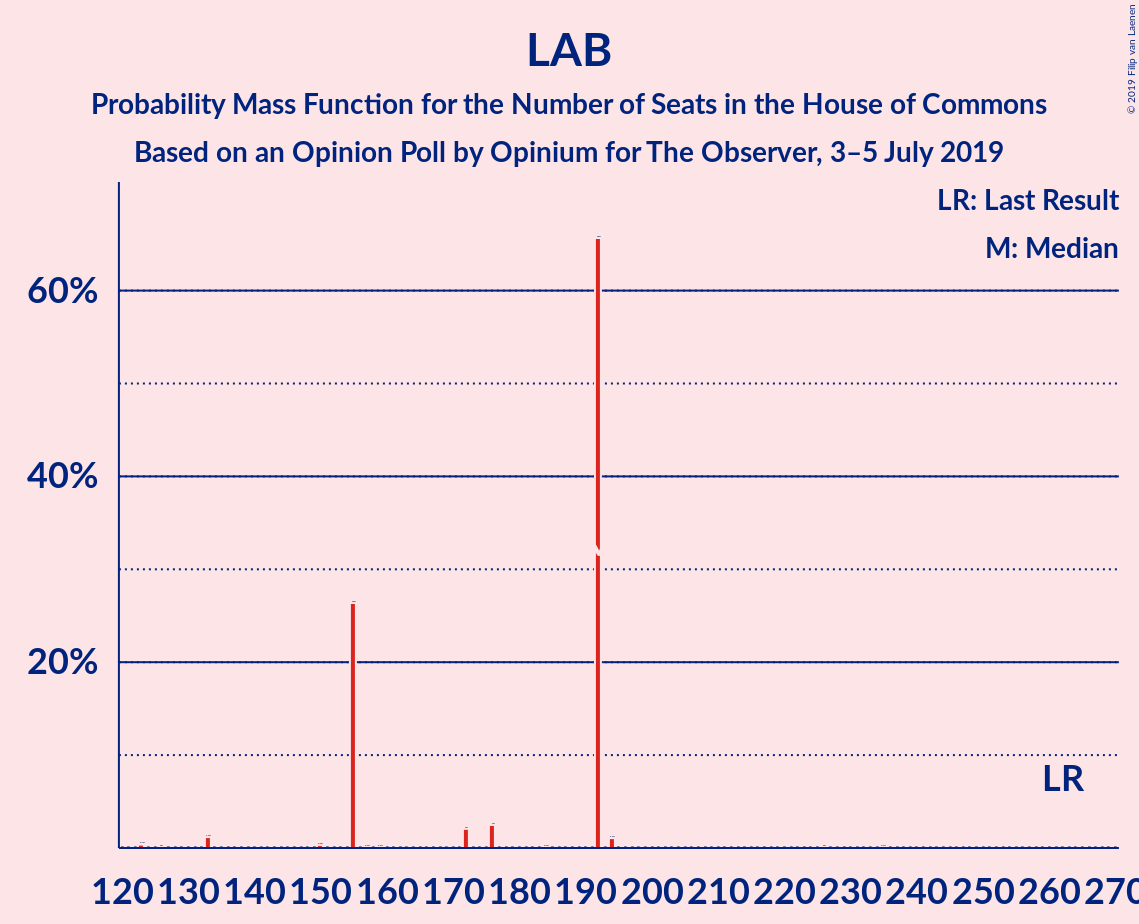 LAB
Probability Mass Function for the Number of Seats in the House of Commons
Based on an Opinion Poll by Opinium for The Observer, 3–5 July 2019
© 2019 Filip van Laenen
LR: Last Result
M: Median
60%
40%
20%
LR
120 130 140 150 160 170 180 190 200 210 220 230 240 250 260 270